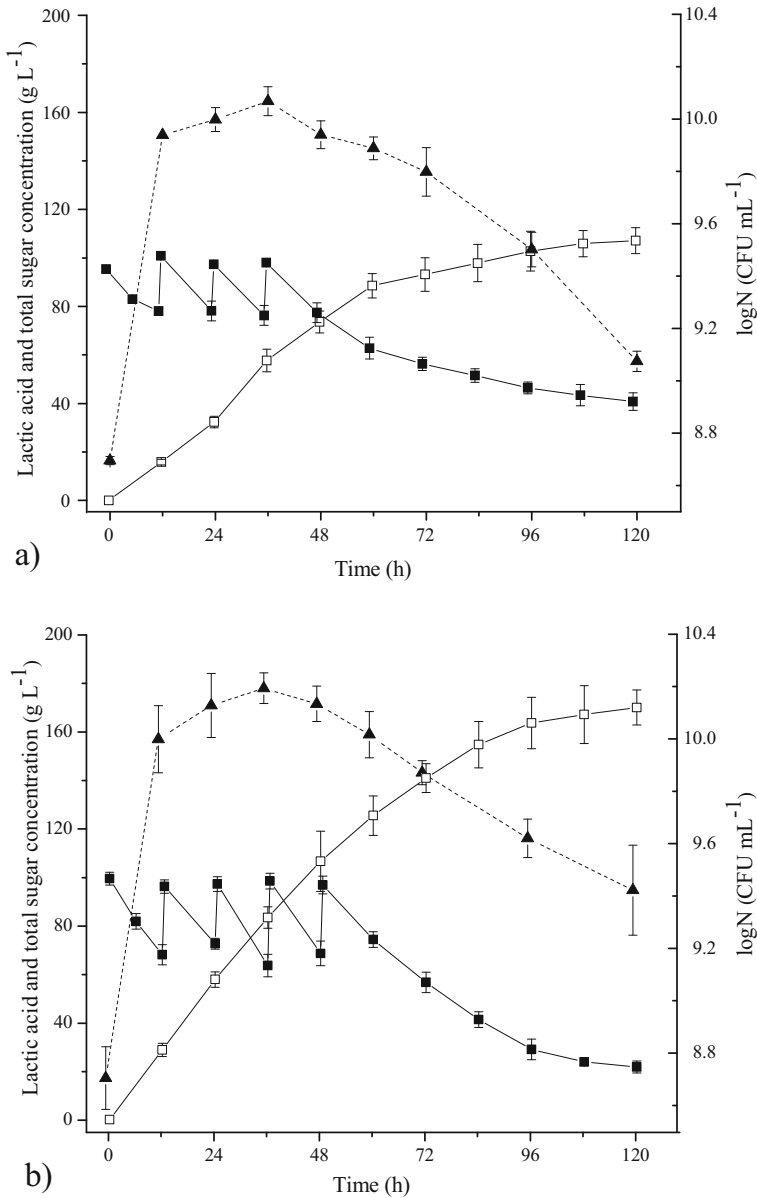 Lactic acid and total sugar concentration (g L⁻¹)
200
160
120
80
40
0
10.4
10.0
9.6
9.2
8.8
logN (CFU mL⁻¹)
0 24 48 72 96 120
Time (h)
a)
Lactic acid and total sugar concentration (g L⁻¹)
200
160
120
80
40
0
10.4
10.0
9.6
9.2
8.8
logN (CFU mL⁻¹)
0 24 48 72 96 120
Time (h)
b)